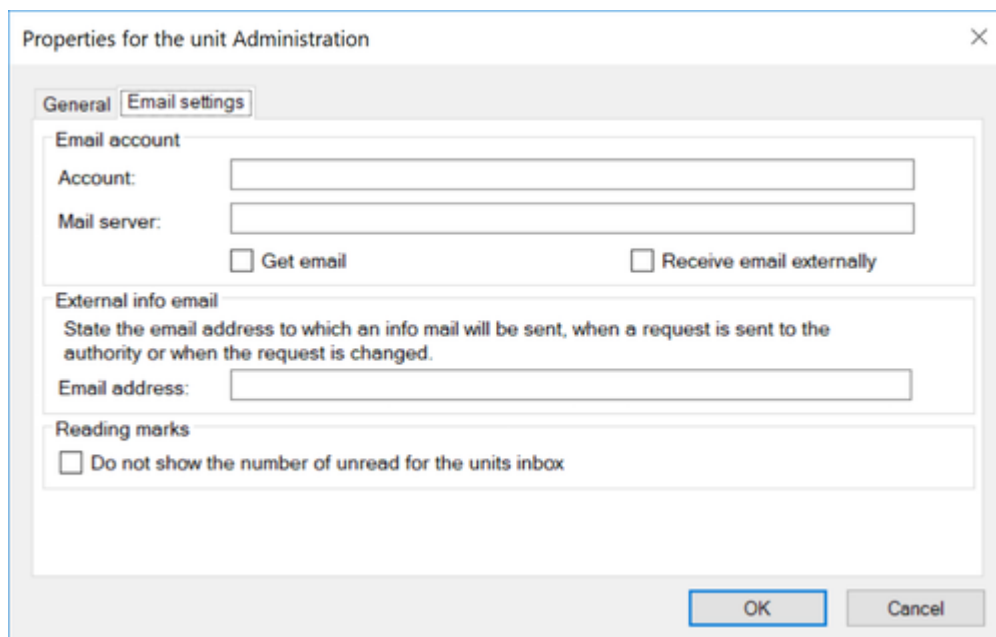 Properties for the unit Administration
General
Email settings
Email account
Account:
Mail server:
Get email
Receive email externally
External info email
State the email address to which an info mail will be sent, when a request is sent to the
authority or when the request is changed.
Email address:
Reading marks
Do not show the number of unread for the units inbox
OK
Cancel